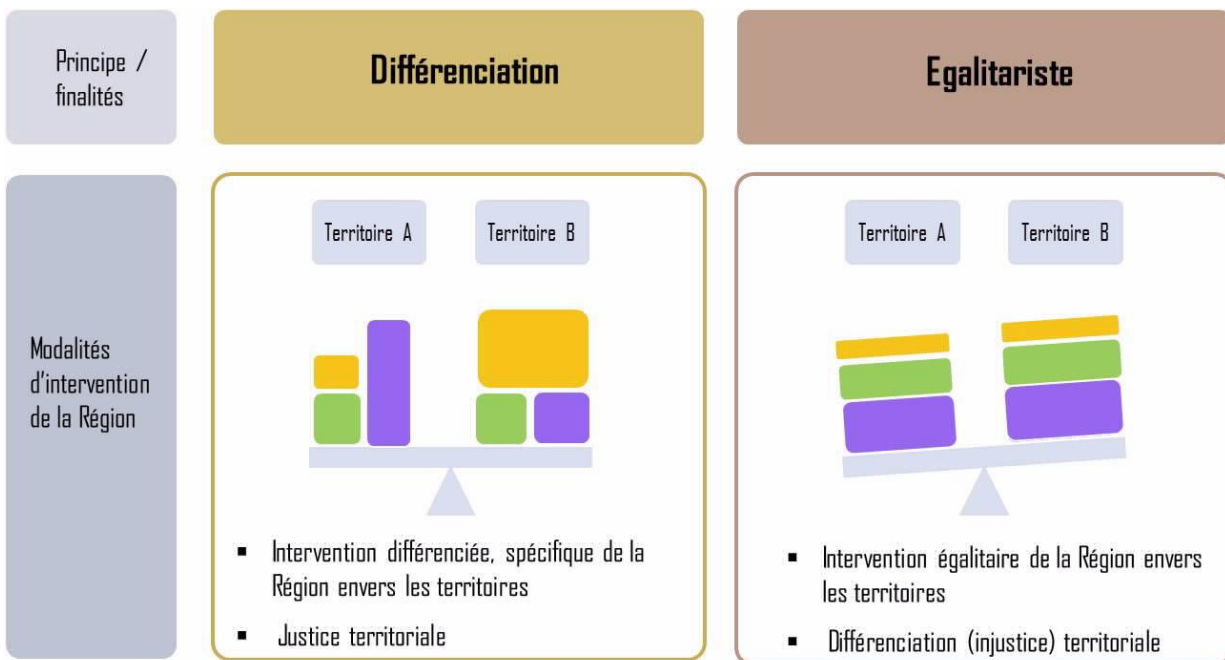 Principe /
finalités
Différenciation
Egalitariste
Modalités
d'intervention
de la Région
Territoire A
Territoire B
▪ Intervention différenciée, spécifique de la
Région envers les territoires
▪ Justice territoriale
Territoire A
Territoire B
▪ Intervention égalitaire de la Région envers
les territoires
▪ Différenciation (injustice) territoriale